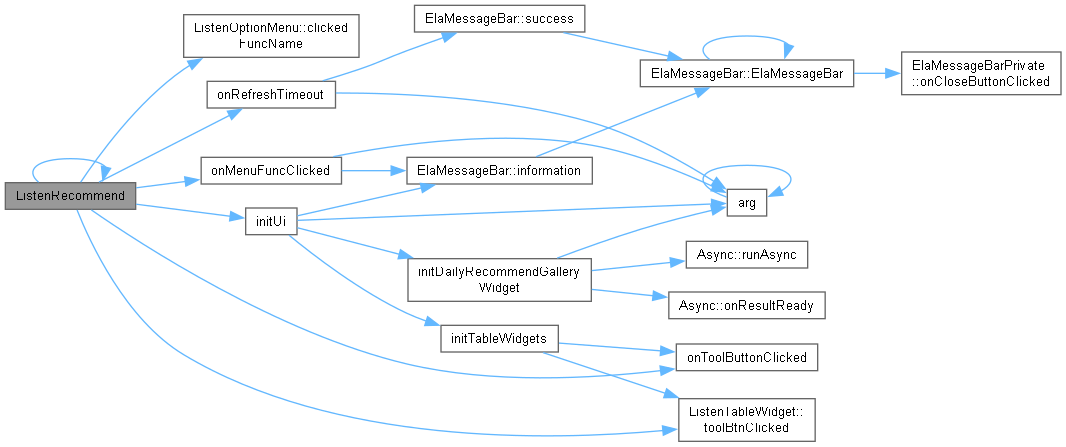 ListenOptionMenu::clicked
FuncName
ElaMessageBar::success
ElaMessageBar::ElaMessageBar
ElaMessageBarPrivate
::onCloseButtonClicked
onRefreshTimeout
onMenuFuncClicked
ElaMessageBar::information
ListenRecommend
initUi
arg
initDailyRecommendGallery
Widget
Async::runAsync
Async::onResultReady
initTableWidgets
onToolButtonClicked
ListenTableWidget::
toolBtnClicked